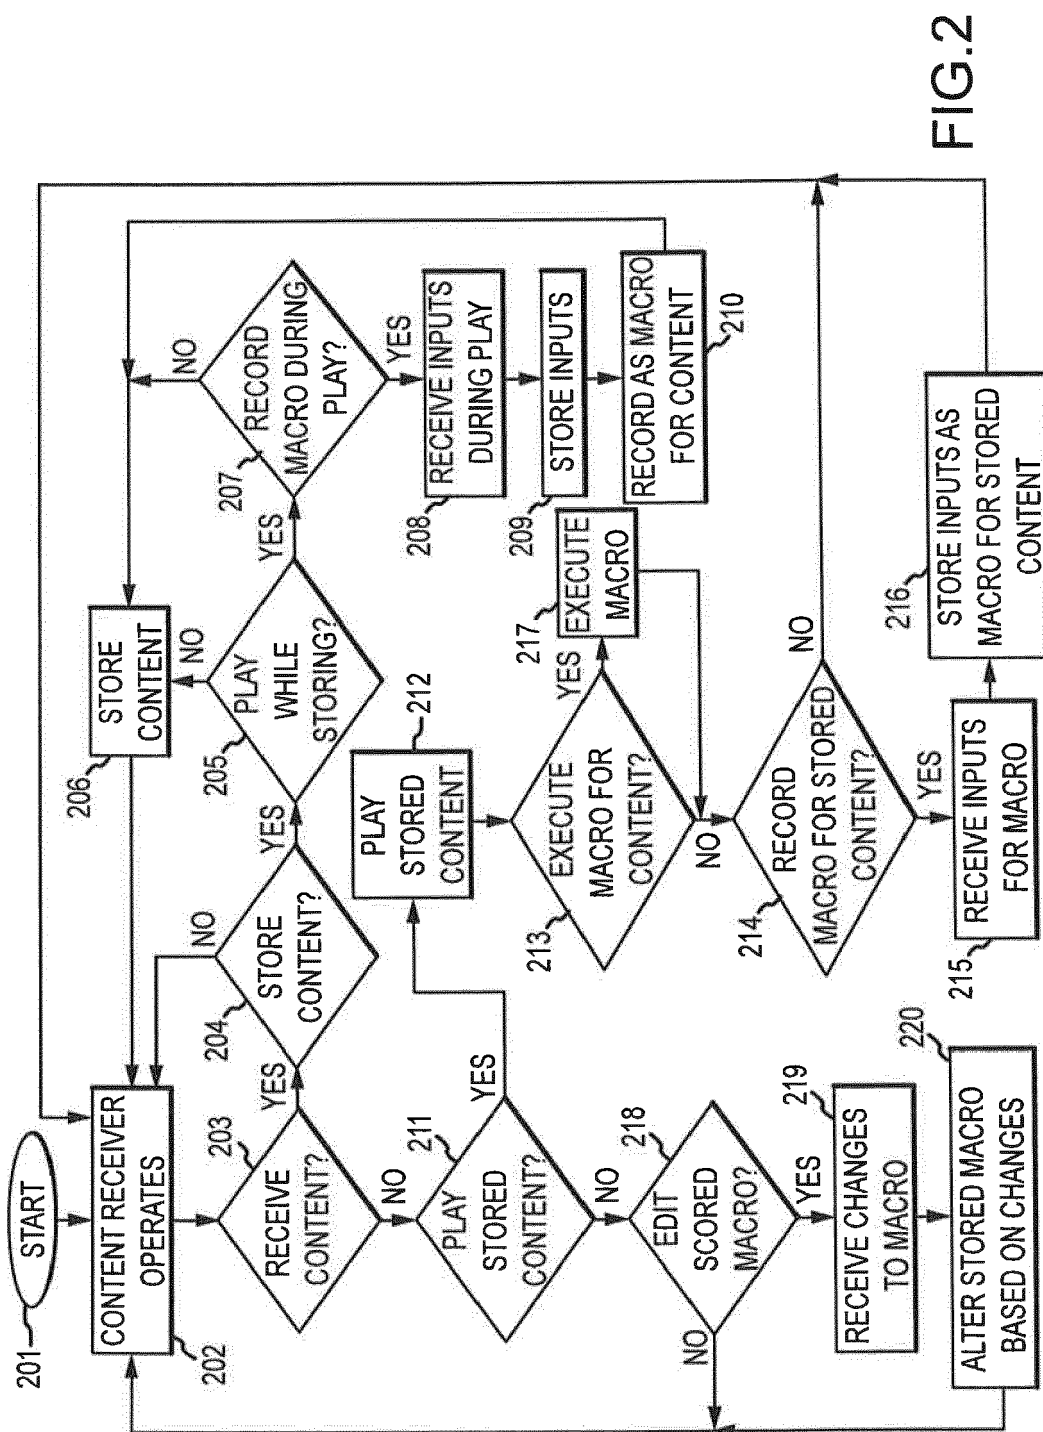 201
START
202
CONTENT RECEIVER
OPERATES
203
RECEIVE
CONTENT?
YES
NO
204
STORE
CONTENT?
NO
YES
205
PLAY
WHILE
STORING?
NO
YES
206
STORE
CONTENT
207
RECORD
MACRO DURING
PLAY?
NO
YES
208
RECEIVE INPUTS
DURING PLAY
209
STORE INPUTS
210
RECORD AS MACRO
FOR CONTENT
211
PLAY
STORED
CONTENT?
YES
NO
212
PLAY
STORED
CONTENT
213
EXECUTE
MACRO FOR
CONTENT?
YES
NO
217
EXECUTE
MACRO
214
RECORD
MACRO FOR STORED
CONTENT?
NO
YES
215
RECEIVE INPUTS
FOR MACRO
216
STORE INPUTS AS
MACRO FOR STORED
CONTENT
218
EDIT
SCORED
MACRO?
NO
YES
219
RECEIVE CHANGES
TO MACRO
220
ALTER STORED MACRO
BASED ON CHANGES
FIG.2